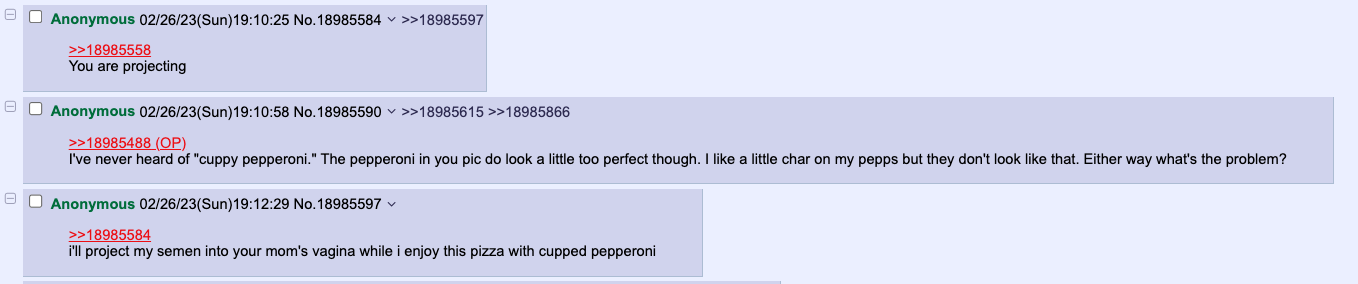 Anonymous 02/26/23(Sun)19:10:25 No.18985584 >>18985597
>>18985558
You are projecting
Anonymous 02/26/23(Sun)19:10:58 No.18985590 >>18985615 >>18985866
>>18985488 (OP)
I've never heard of "cuppy pepperoni." The pepperoni in you pic do look a little too perfect though. I like a little char on my pepps but they don't look like that. Either way what's the problem?
Anonymous 02/26/23(Sun)19:12:29 No.18985597
>>18985584
i'll project my semen into your mom's vagina while i enjoy this pizza with cupped pepperoni